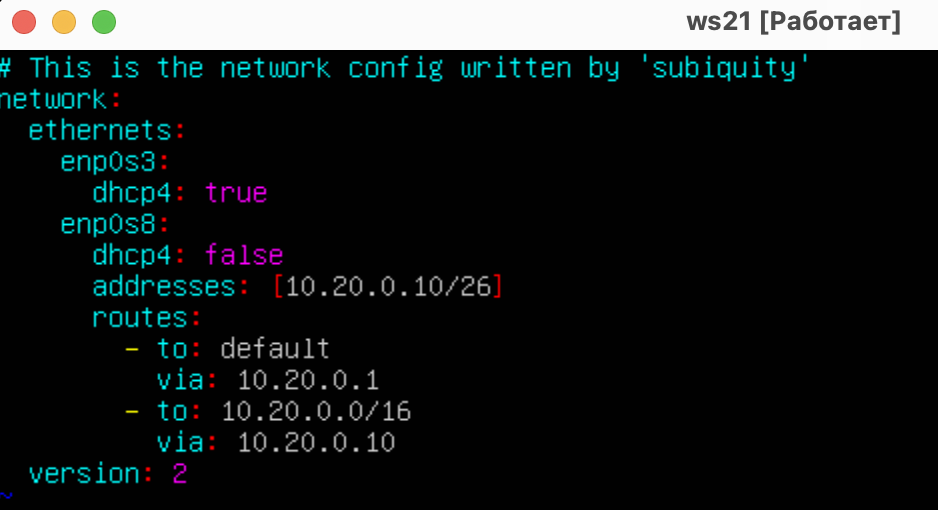 ws21 [Работает]
# This is the network config written by 'subiquity'
network:
  ethernets:
    enp0s3:
      dhcp4: true
    enp0s8:
      dhcp4: false
      addresses: [10.20.0.10/26]
      routes:
        - to: default
          via: 10.20.0.1
        - to: 10.20.0.0/16
          via: 10.20.0.10
  version: 2
~